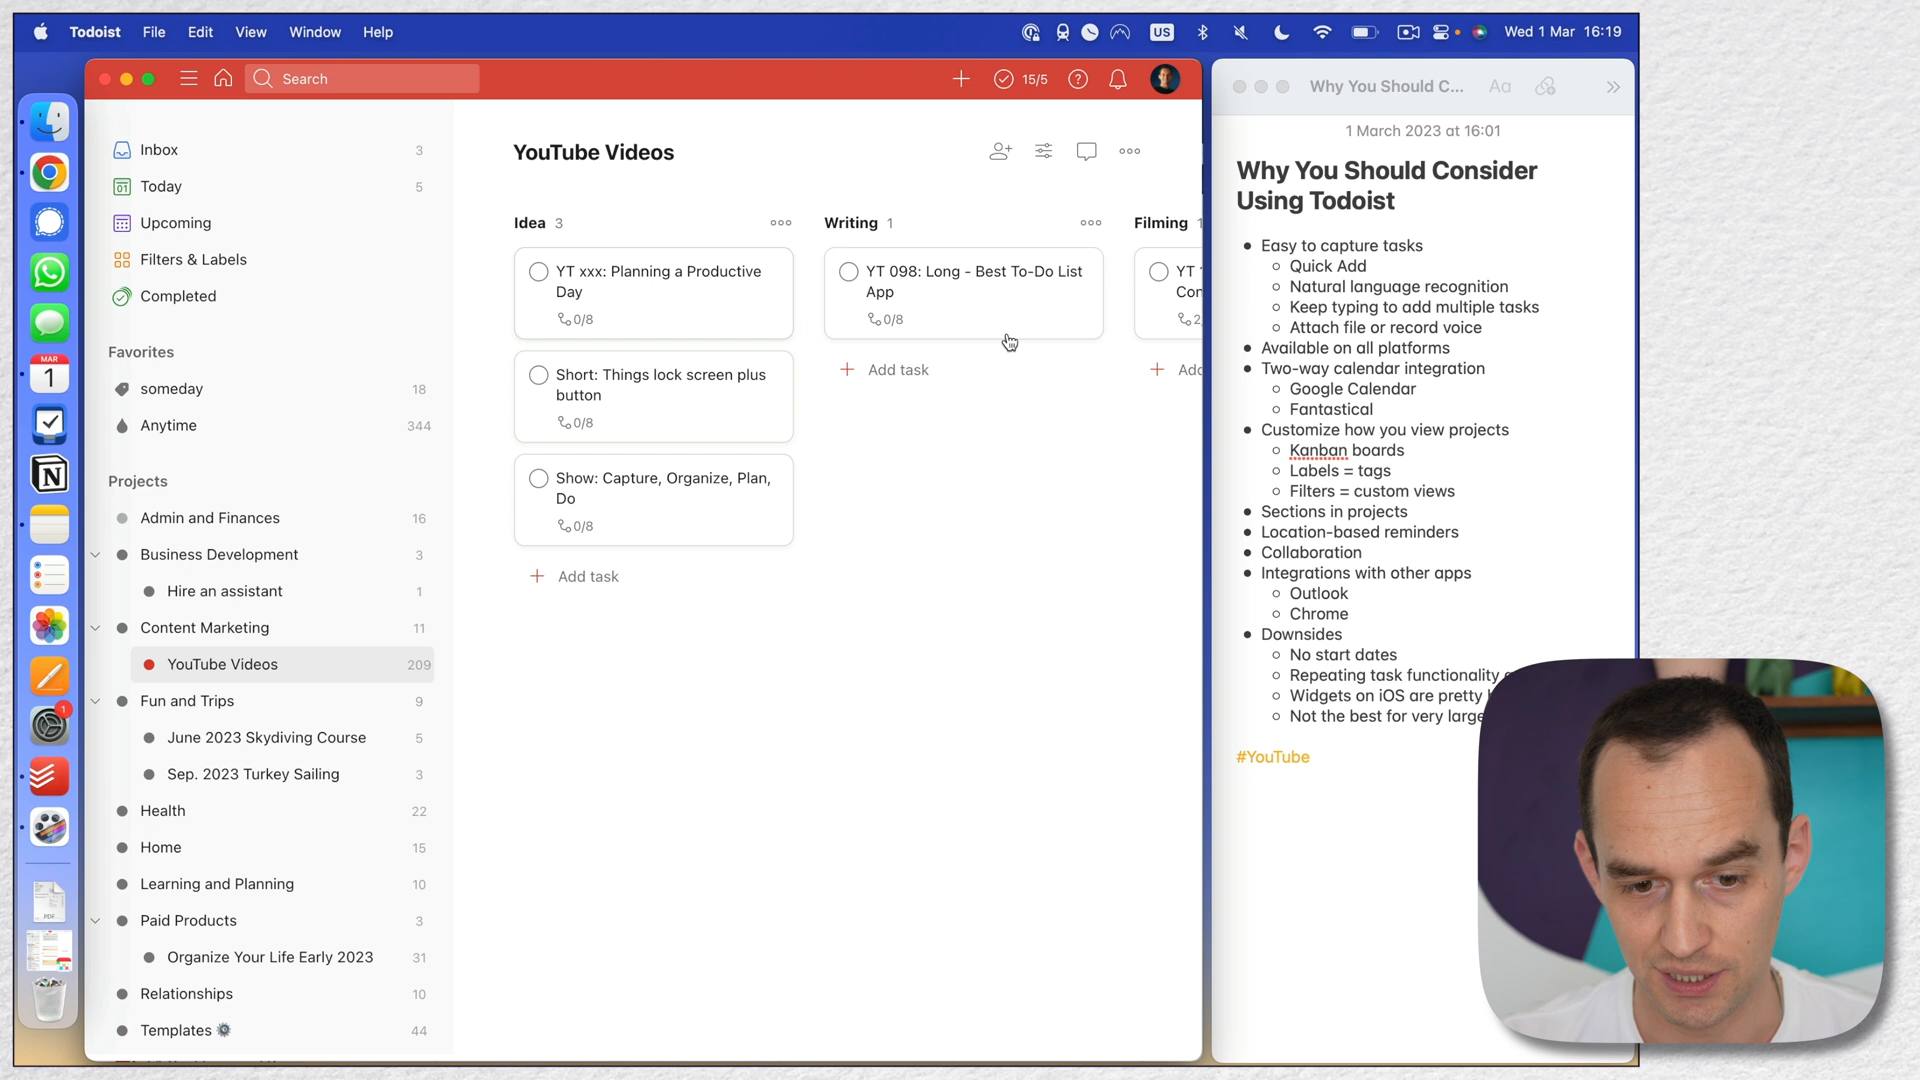 Todoist File Edit View Window Help
US
Wed 1 Mar 16:19
Search
15/5
Inbox 3
01 Today 5
Upcoming
Filters & Labels
Completed
Favorites
someday 18
Anytime 344
Projects
Admin and Finances 16
Business Development 3
Hire an assistant 1
Content Marketing 11
YouTube Videos 209
Fun and Trips 9
June 2023 Skydiving Course 5
Sep. 2023 Turkey Sailing 3
Health 22
Home 15
Learning and Planning 10
Paid Products 3
Organize Your Life Early 2023 31
Relationships 10
Templates 44
MAR
1
1
PDF
YouTube Videos
Idea 3
YT xxx: Planning a Productive
Day
0/8
Short: Things lock screen plus
button
0/8
Show: Capture, Organize, Plan,
Do
0/8
+ Add task
Writing 1
YT 098: Long - Best To-Do List
App
0/8
+ Add task
Filming
YT
Why You Should C...
Aa
1 March 2023 at 16:01
Why You Should Consider
Using Todoist
• Easy to capture tasks
Quick Add
Natural language recognition
Keep typing to add multiple tasks
Attach file or record voice
• Available on all platforms
• Two-way calendar integration
Google Calendar
Fantastical
• Customize how you view projects
Kanban boards
Labels = tags
Filters = custom views
• Sections in projects
• Location-based reminders
• Collaboration
• Integrations with other apps
Outlook
Chrome
• Downsides
No start dates
Repeating task functionality
Widgets on iOS are pretty
Not the best for very large
#YouTube